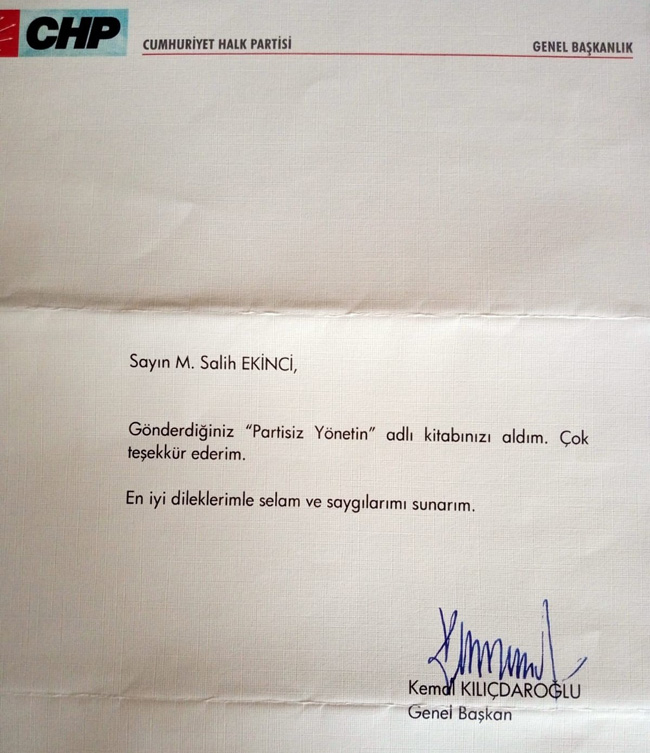 CHP
CUMHURİYET HALK PARTİSİ
GENEL BAŞKANLIK
Sayın M. Salih EKİNCİ,
Gönderdiğiniz “Partisiz Yönetin” adlı kitabınızı aldım. Çok
teşekkür ederim.
En iyi dileklerimle selam ve saygılarımı sunarım.
Kemal KILIÇDAROĞLU
Genel Başkan